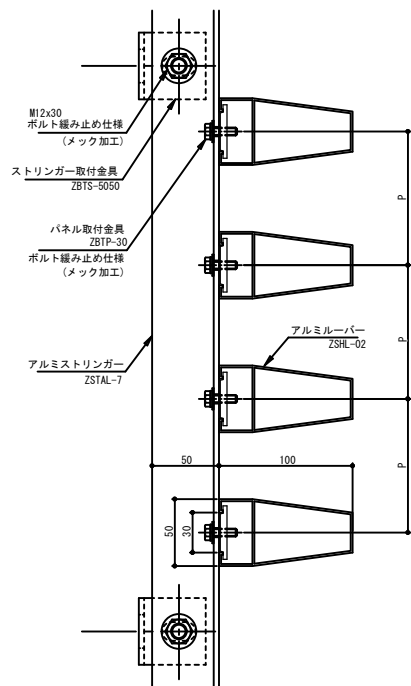 M12x30
ボルト緩み止め仕様
(メック加工)
ストリンガー取付金具
ZBTS-5050
パネル取付金具
ZBTP-30
ボルト緩み止め仕様
(メック加工)
アルミストリンガー
ZSTAL-7
アルミルーバー
ZSHL-02
P
P
P
50
100
50
30